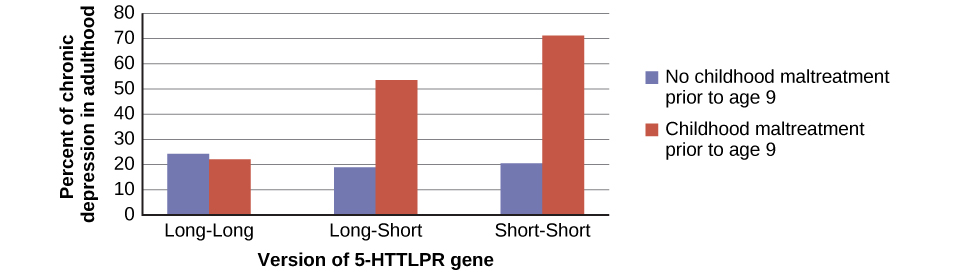 Percent of chronic
depression in adulthood
80
70
60
50
40
30
20
10
0
Long-Long
Long-Short
Short-Short
Version of 5-HTTLPR gene
No childhood maltreatment
prior to age 9
Childhood maltreatment
prior to age 9